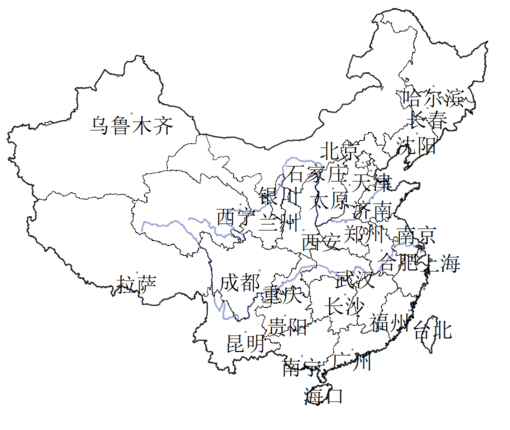 哈尔滨
长春
乌鲁木齐
沈阳
北京
石家庄
天津
银川
太原
济南
西宁
兰州
郑州
南京
西安
合肥
上海
拉萨
成都
武汉
重庆
长沙
贵阳
福州
台北
昆明
南宁
广州
海口